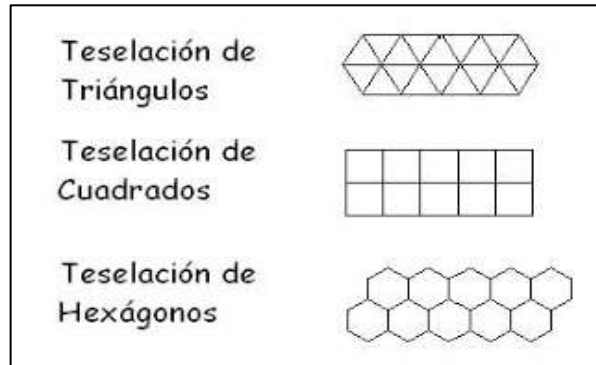 Teselación de
Triángulos
Teselación de
Cuadrados
Teselación de
Hexágonos